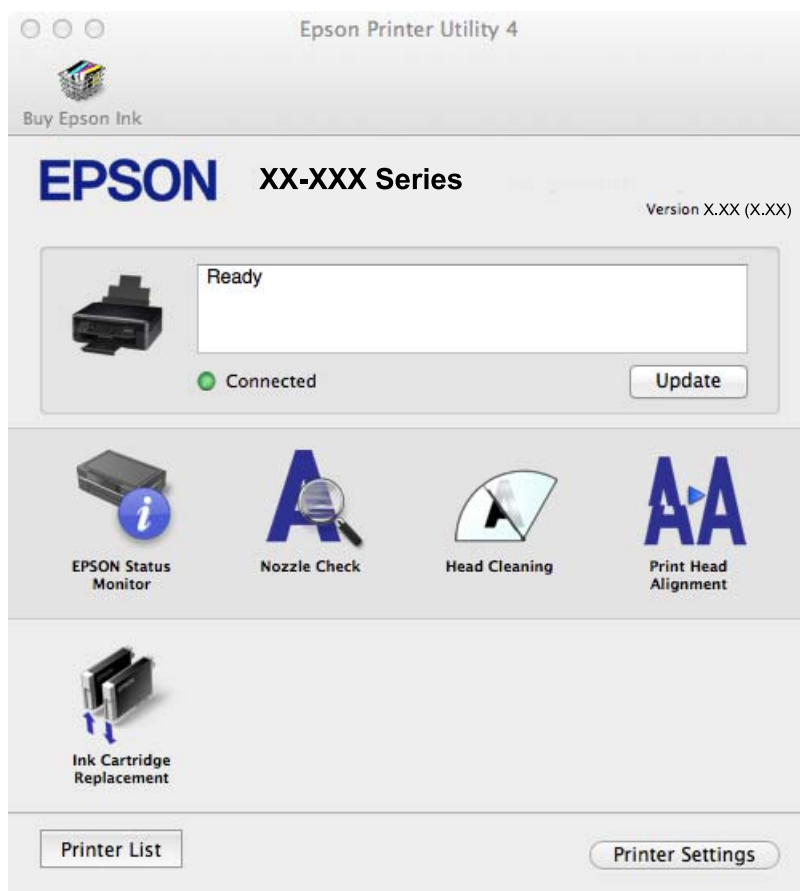 Epson Printer Utility 4
Buy Epson Ink
EPSON XX-XXX Series
Version X.XX (X.XX)
Ready
Connected
Update
EPSON Status
Monitor
Nozzle Check
Head Cleaning
Print Head
Alignment
Ink Cartridge
Replacement
Printer List
Printer Settings